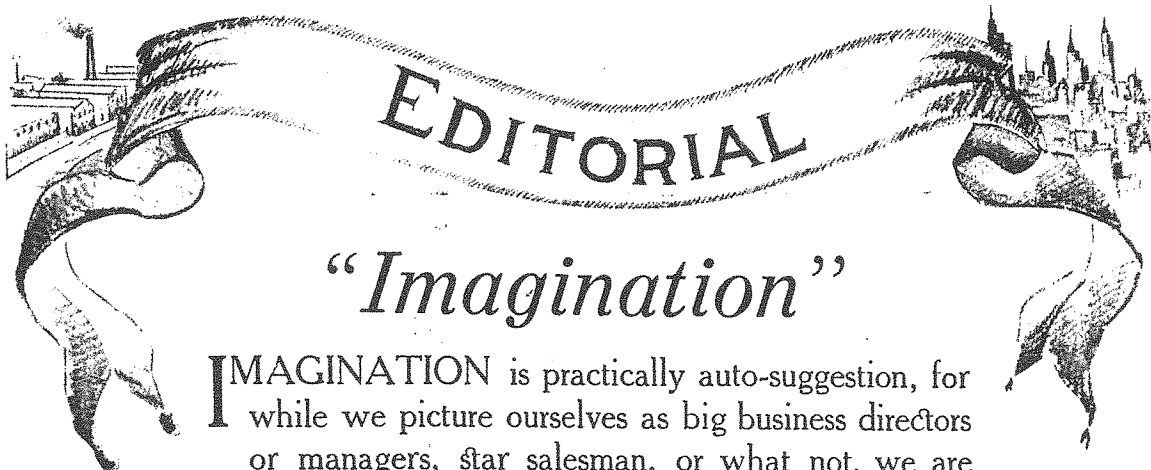 EDITORIAL
“Imagination”
IMAGINATION is practically auto-suggestion, for
while we picture ourselves as big business directors
or managers, star salesman, or what not, we are